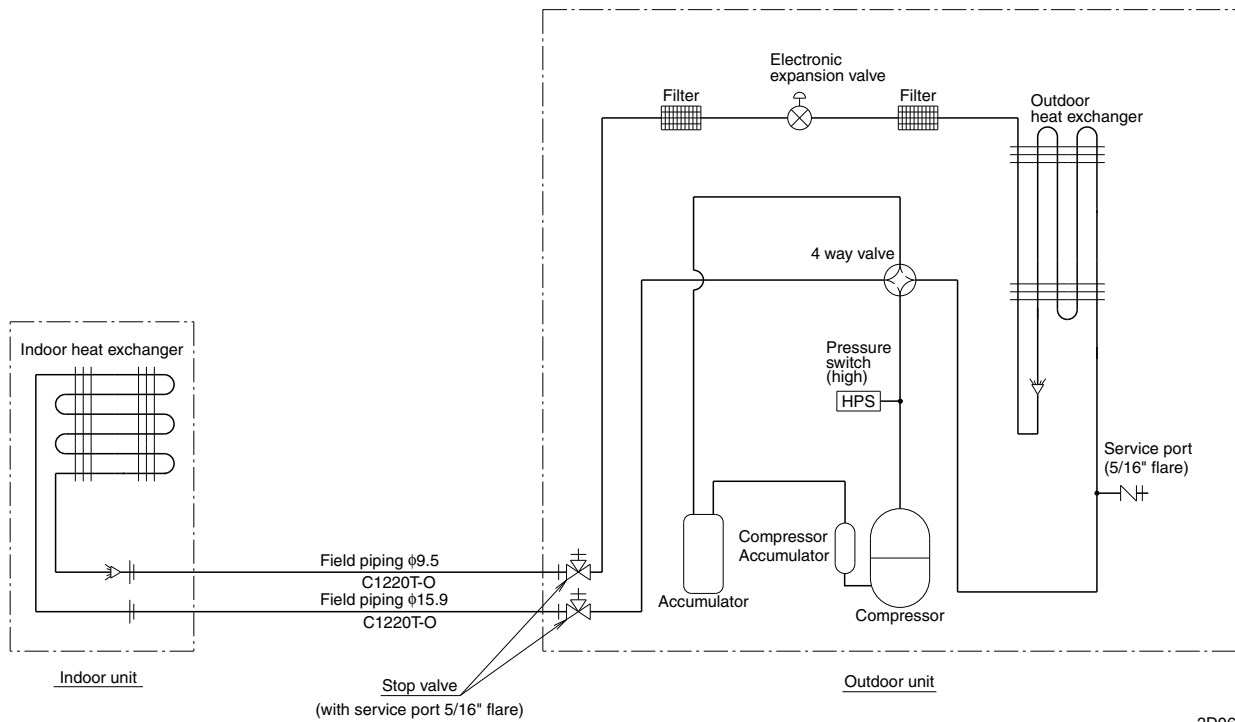 Electronic
expansion valve
Filter
Filter
Outdoor
heat exchanger
4 way valve
Indoor heat exchanger
Pressure
switch
(high)
HPS
Service port
(5/16" flare)
Compressor
Accumulator
Field piping ϕ9.5
C1220T-O
Field piping ϕ15.9
C1220T-O
Accumulator
Compressor
Indoor unit
Stop valve
(with service port 5/16" flare)
Outdoor unit